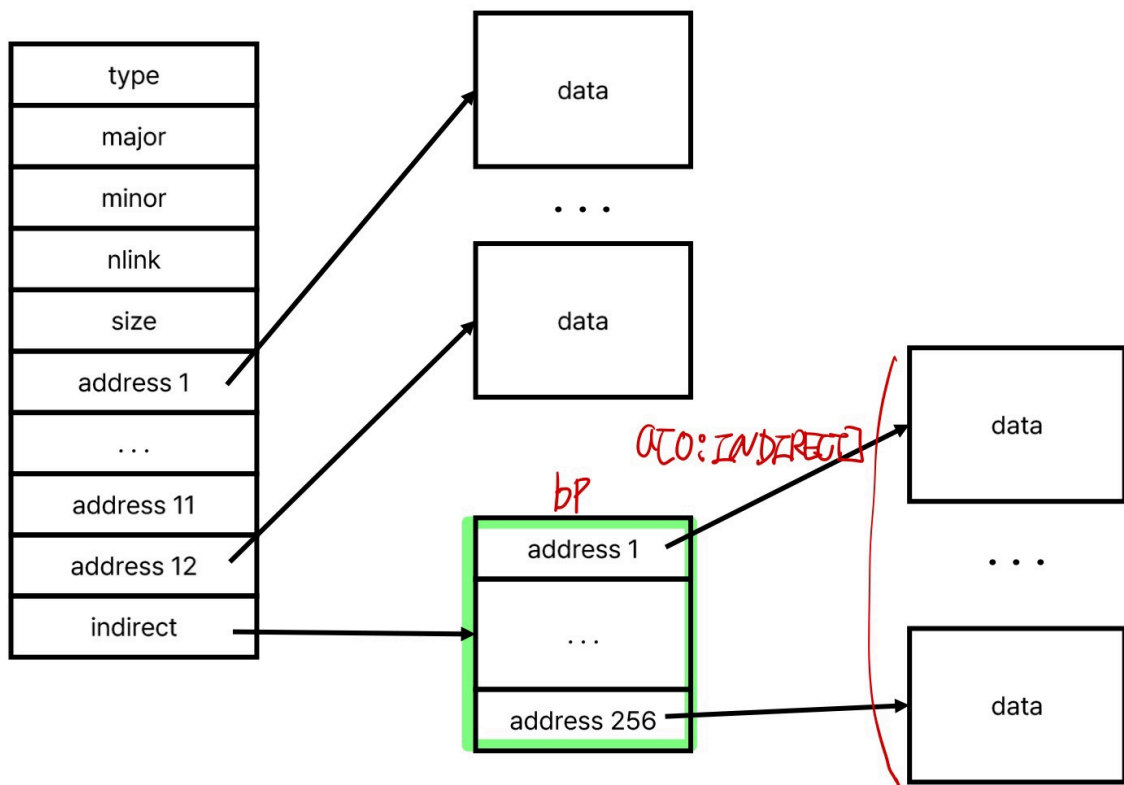 type
major
minor
nlink
size
address 1
...
address 11
address 12
indirect
data
...
data
bp
address 1
...
address 256
a[0:INDIRECT]
data
...
data